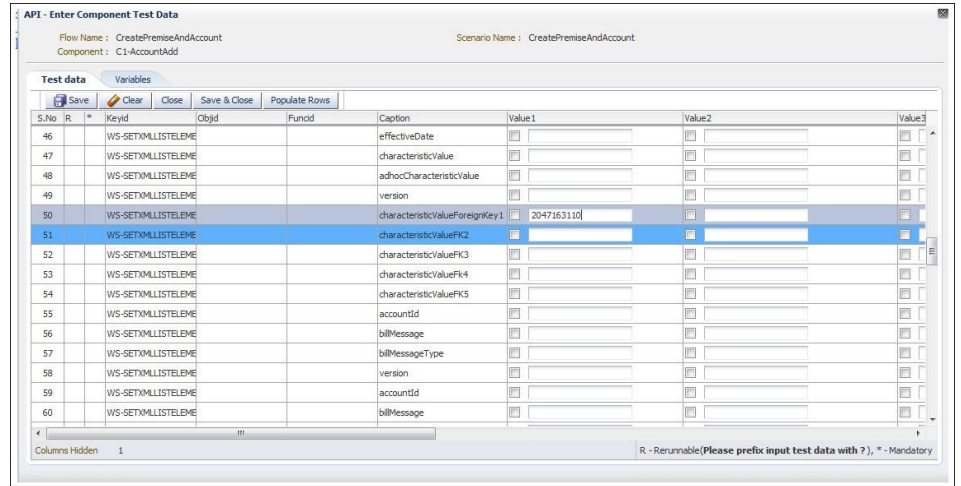 API - Enter Component Test Data
Flow Name : CreatePremiseAndAccount Scenario Name : CreatePremiseAndAccount
Component : C1-AccountAdd
Test data Variables
Save Clear Close Save & Close Populate Rows
S.No R * Keyid Objid Funcid Caption Value1 Value2 Value3
46 WS-SETXMLLISTELEME effectiveDate
47 WS-SETXMLLISTELEME characteristicValue
48 WS-SETXMLLISTELEME adhocCharacteristicValue
49 WS-SETXMLLISTELEME version
50 WS-SETXMLLISTELEME characteristicValueForeignKey1 2047163110
51 WS-SETXMLLISTELEME characteristicValueFK2
52 WS-SETXMLLISTELEME characteristicValueFK3
53 WS-SETXMLLISTELEME characteristicValueFk4
54 WS-SETXMLLISTELEME characteristicValueFK5
55 WS-SETXMLLISTELEME accountId
56 WS-SETXMLLISTELEME billMessage
57 WS-SETXMLLISTELEME billMessageType
58 WS-SETXMLLISTELEME version
59 WS-SETXMLLISTELEME accountId
60 WS-SETXMLLISTELEME billMessage
Columns Hidden 1 R - Rerunnable(Please prefix input test data with ?), * - Mandatory